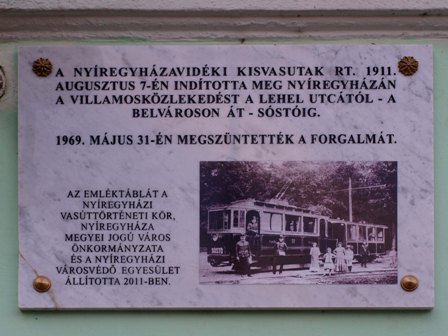 A NYÍREGYHÁZAVIDÉKI KISVASUTAK RT. 1911.
AUGUSZTUS 7-ÉN INDÍTOTTA MEG NYÍREGYHÁZÁN
A VILLAMOSKÖZLEKEDÉST A LEHEL UTCÁTÓL - A
BELVÁROSON ÁT - SÓSTÓIG.
1969. MÁJUS 31-ÉN MEGSZÜNTETTÉK A FORGALMÁT.
AZ EMLÉKTÁBLÁT A
NYÍREGYHÁZI
VASÚTTÖRTÉNETI KÖR,
NYÍREGYHÁZA
MEGYEI JOGÚ VÁROS
ÖNKORMÁNYZATA
ÉS A NYÍREGYHÁZI
VÁROSVÉDŐ EGYESÜLET
ÁLLÍTOTTA 2011-BEN.